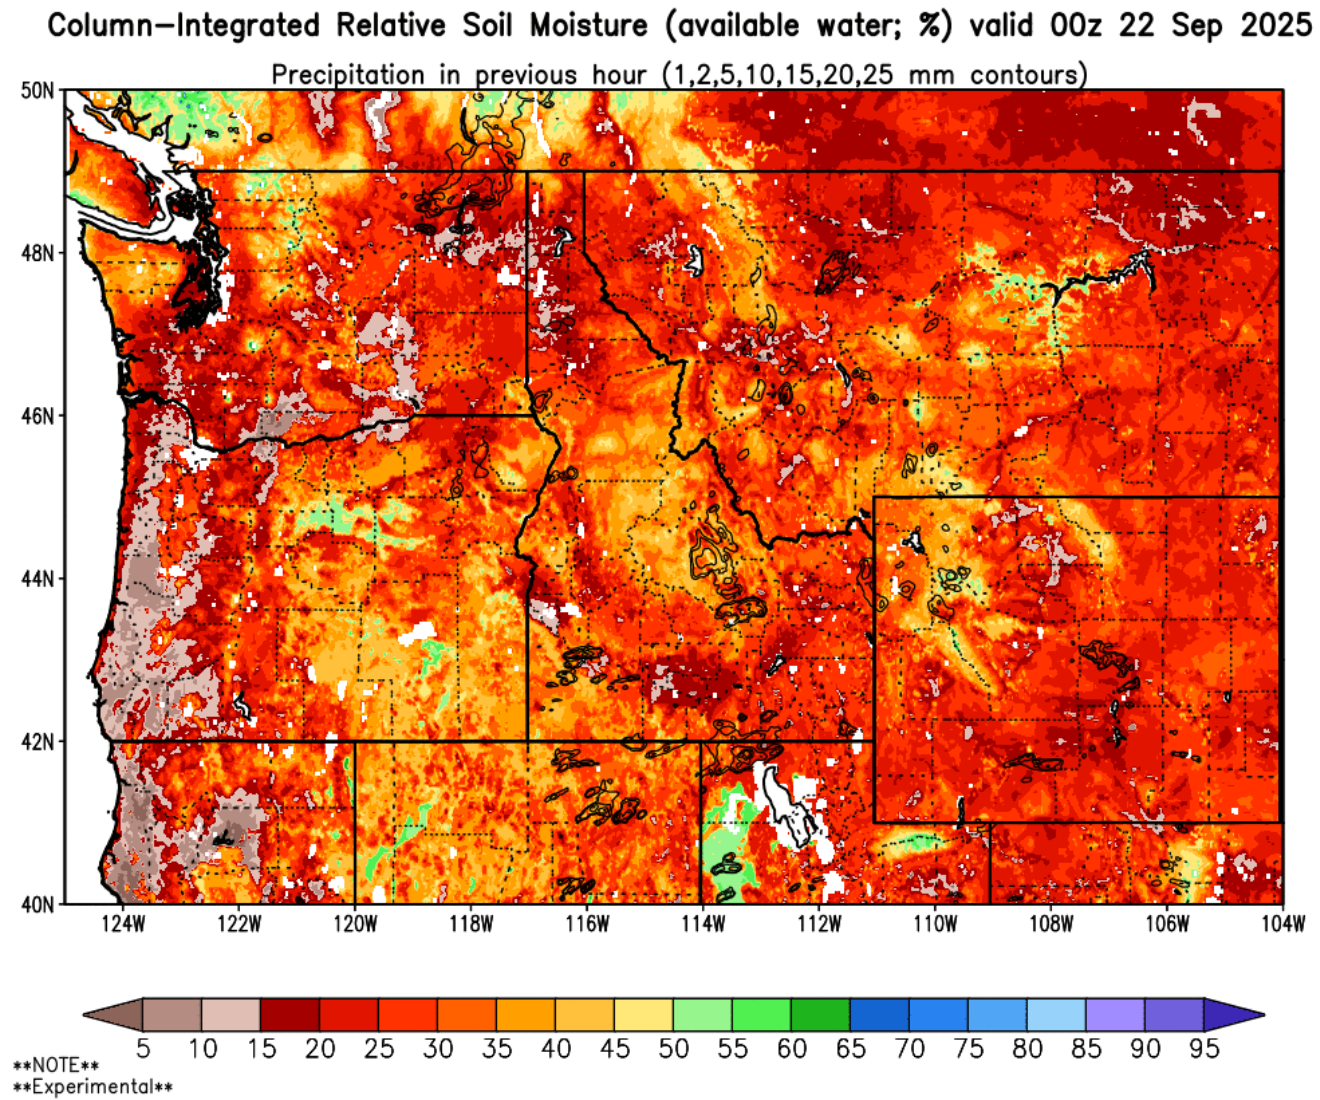 Column-Integrated Relative Soil Moisture (available water; %) valid 00z 22 Sep 2025
Precipitation in previous hour (1,2,5,10,15,20,25 mm contours)
50N
48N
46N
44N
42N
40N
124W 122W 120W 118W 116W 114W 112W 110W 108W 106W 104W
5 10 15 20 25 30 35 40 45 50 55 60 65 70 75 80 85 90 95
**NOTE**
**Experimental**